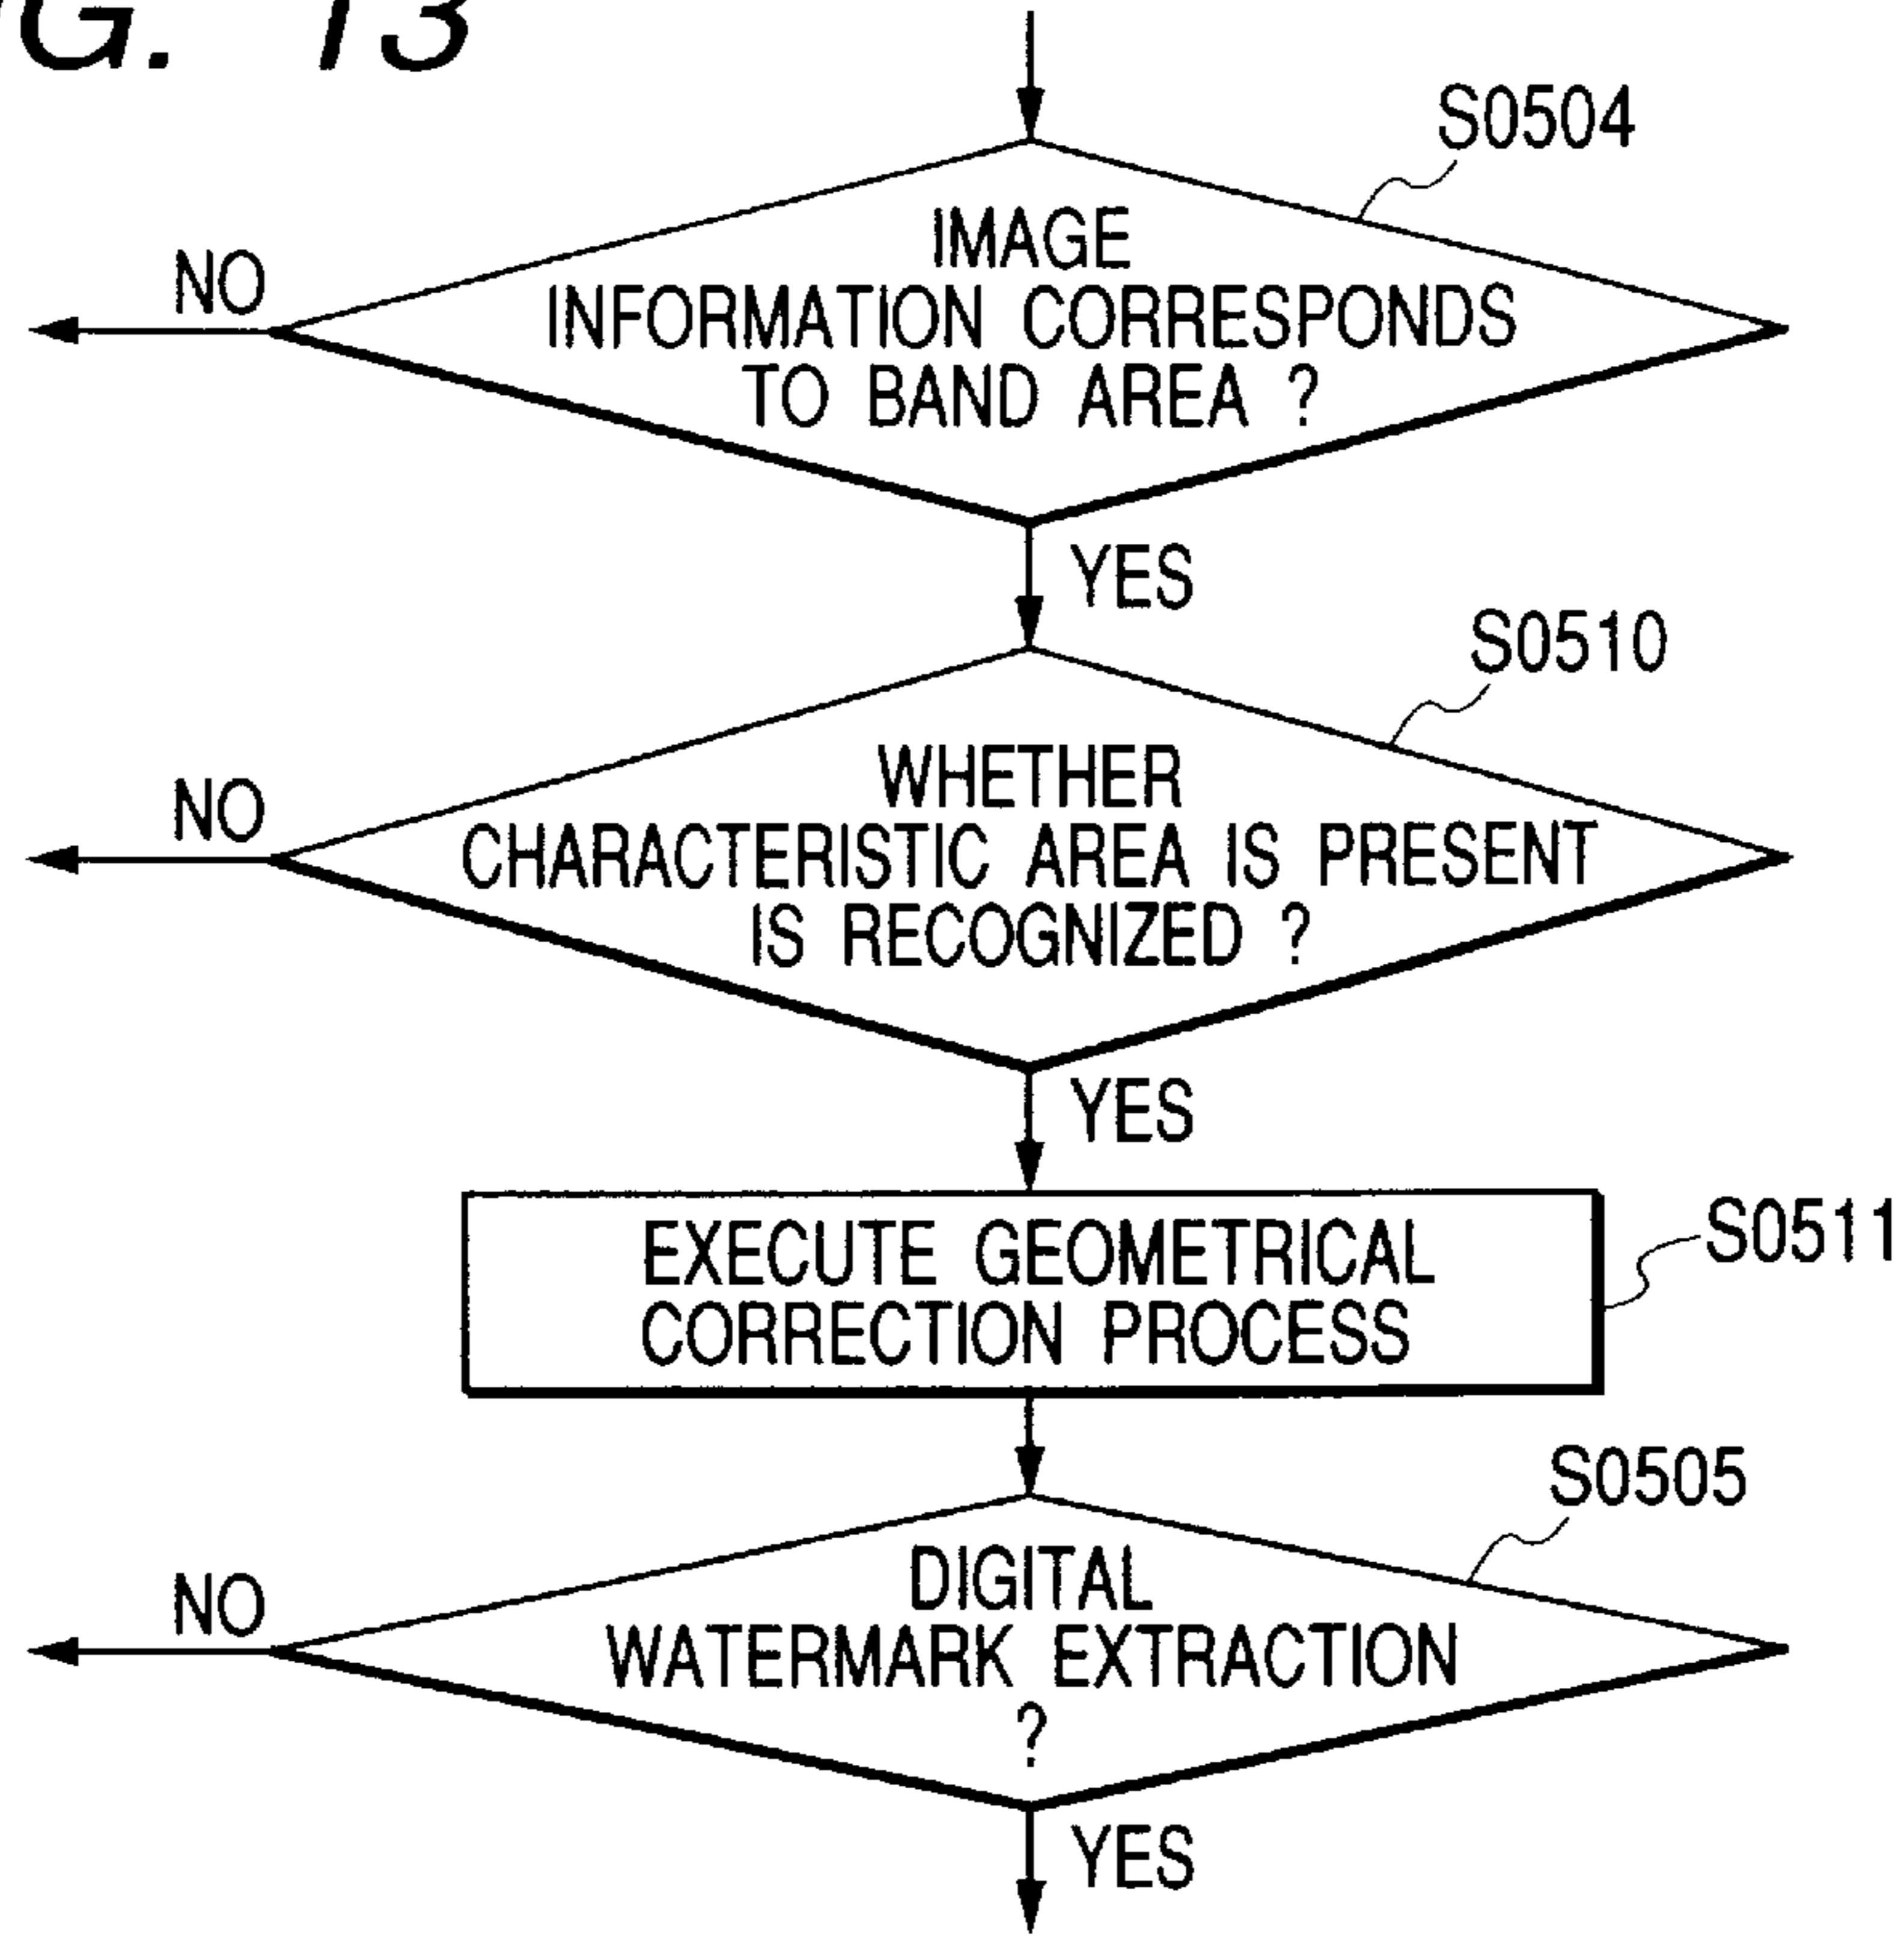 G. 13
S0504
IMAGE
INFORMATION CORRESPONDS
TO BAND AREA ?
NO
YES
S0510
WHETHER
CHARACTERISTIC AREA IS PRESENT
IS RECOGNIZED ?
NO
YES
EXECUTE GEOMETRICAL
CORRECTION PROCESS
S0511
S0505
DIGITAL
WATERMARK EXTRACTION
?
NO
YES